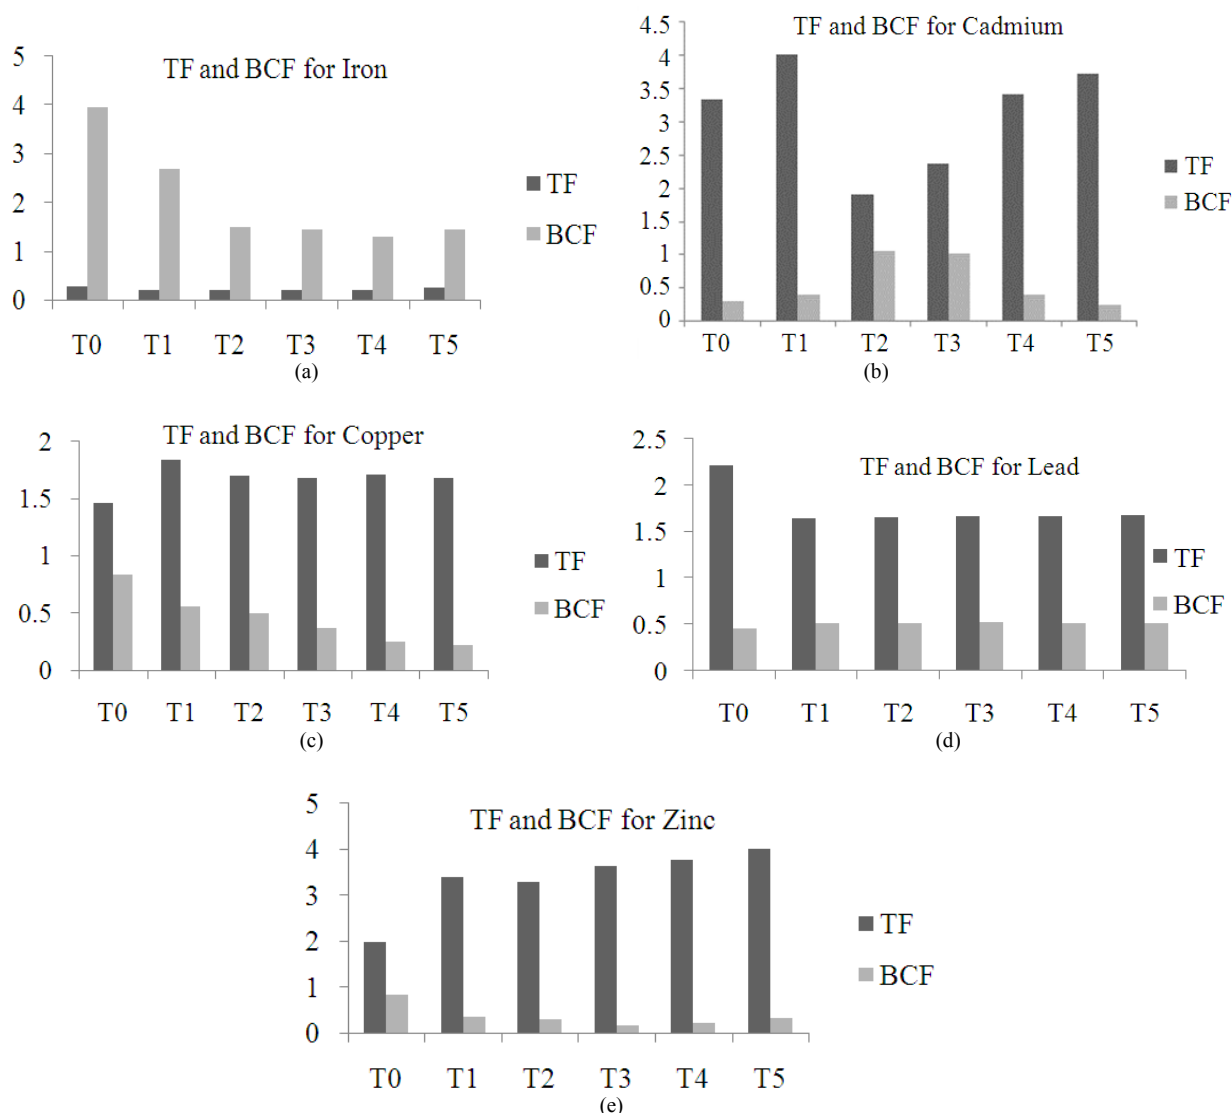 TF and BCF for Iron
5
4
3
2
1
0
T0 T1 T2 T3 T4 T5
TF
BCF
(a)
TF and BCF for Cadmium
4.5
4
3.5
3
2.5
2
1.5
1
0.5
0
T0 T1 T2 T3 T4 T5
TF
BCF
(b)
TF and BCF for Copper
2
1.5
1
0.5
0
T0 T1 T2 T3 T4 T5
TF
BCF
(c)
TF and BCF for Lead
2.5
2
1.5
1
0.5
0
T0 T1 T2 T3 T4 T5
TF
BCF
(d)
TF and BCF for Zinc
5
4
3
2
1
0
T0 T1 T2 T3 T4 T5
TF
BCF
(e)